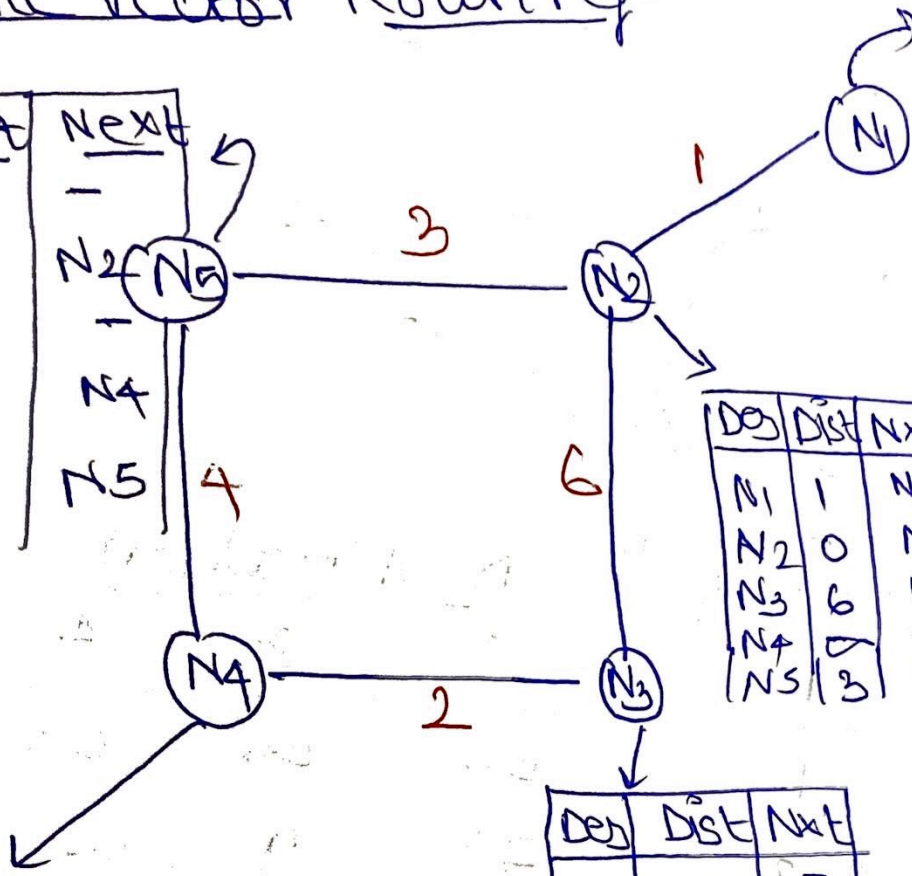 Routing
Next
–
N2
–
N4
N5
N5
3
1
N1
N2
4
6
Des Dist
N1 1
N2 0
N3 6
N4 ∞
N5 3
N4
2
N3
Des Dist Nxt